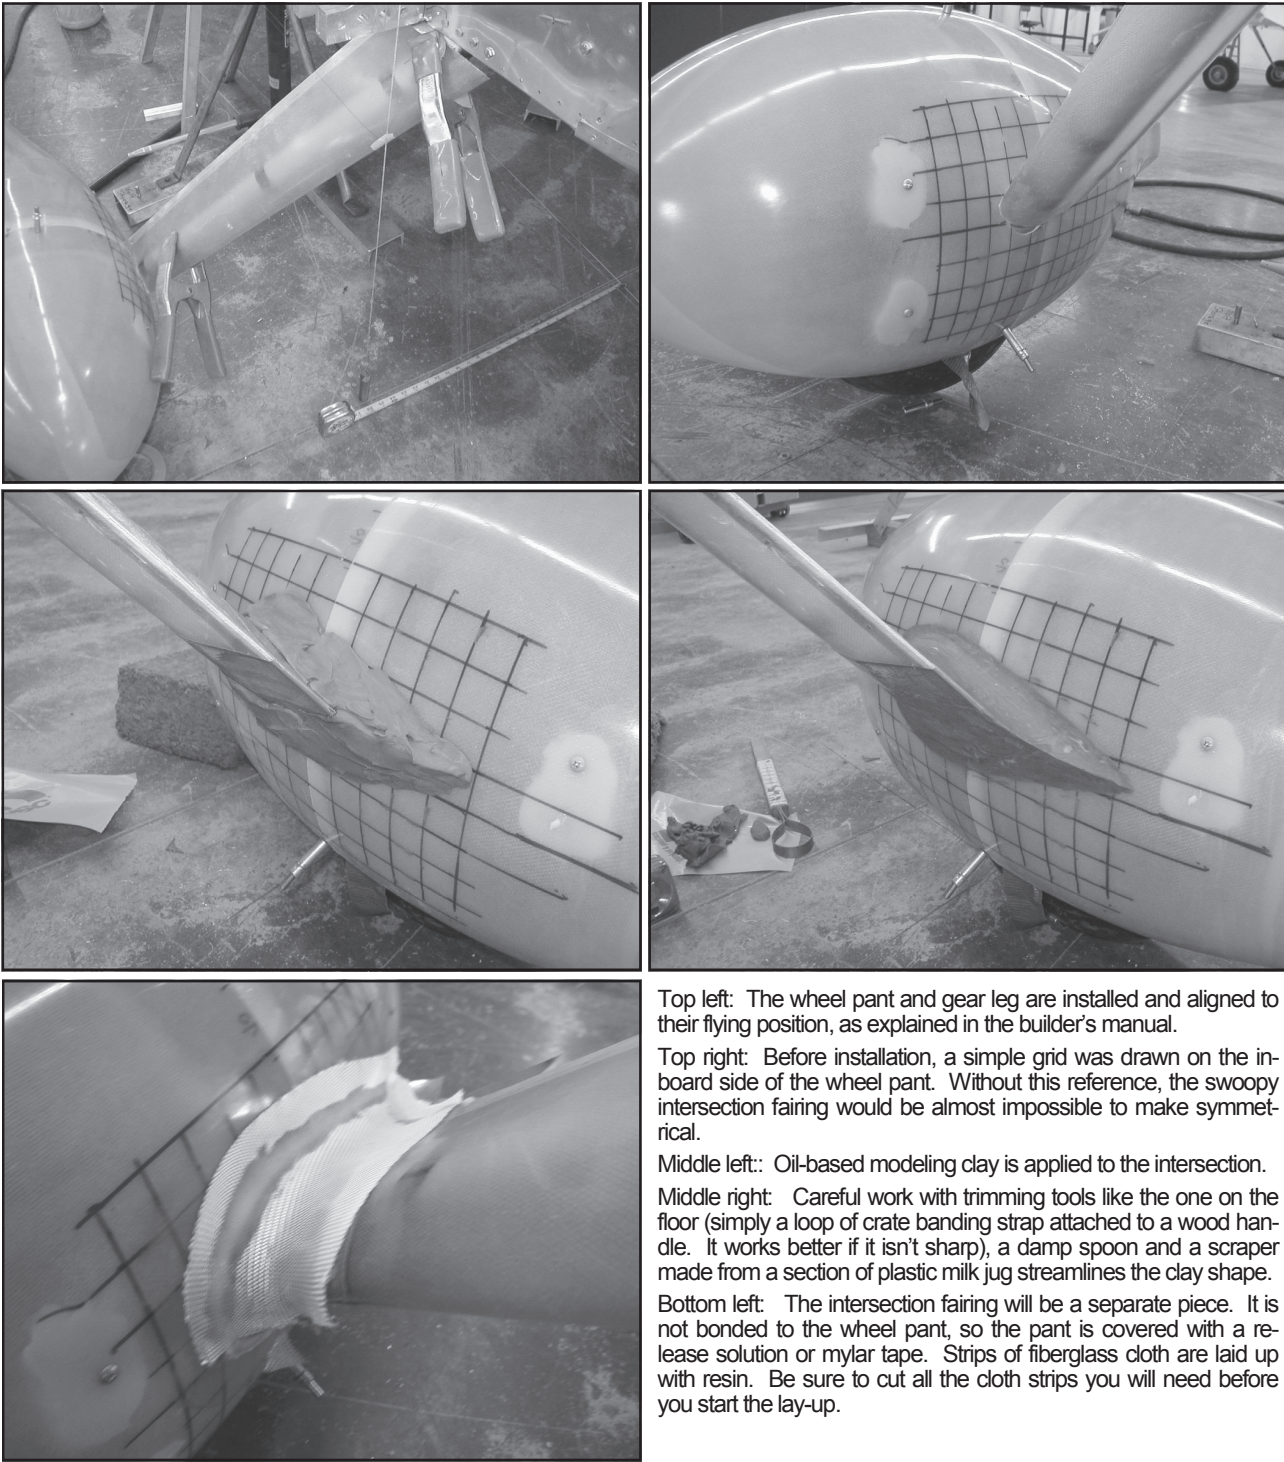 Top left: The wheel pant and gear leg are installed and aligned to
their flying position, as explained in the builder's manual.
Top right: Before installation, a simple grid was drawn on the in-
board side of the wheel pant. Without this reference, the swoopy
intersection fairing would be almost impossible to make symmet-
rical.
Middle left:: Oil-based modeling clay is applied to the intersection.
Middle right: Careful work with trimming tools like the one on the
floor (simply a loop of crate banding strap attached to a wood han-
dle. It works better if it isn't sharp), a damp spoon and a scraper
made from a section of plastic milk jug streamlines the clay shape.
Bottom left: The intersection fairing will be a separate piece. It is
not bonded to the wheel pant, so the pant is covered with a re-
lease solution or mylar tape. Strips of fiberglass cloth are laid up
with resin. Be sure to cut all the cloth strips you will need before
you start the lay-up.